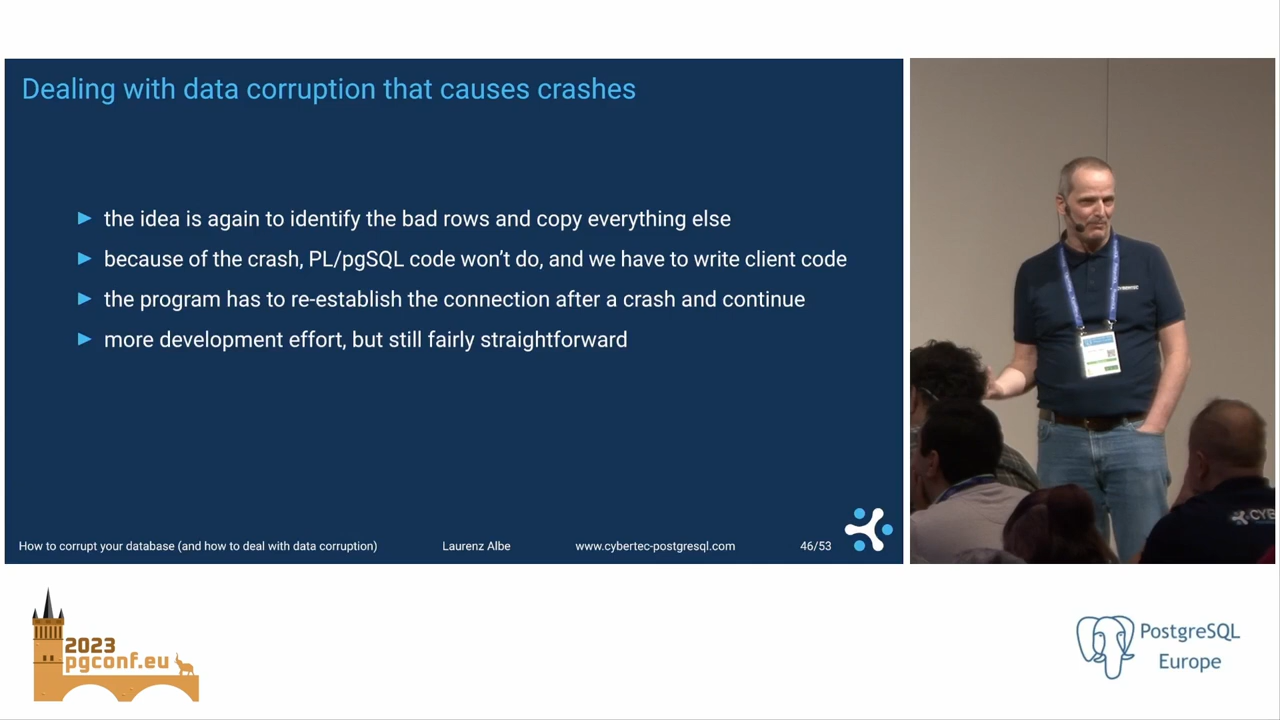 Dealing with data corruption that causes crashes
the idea is again to identify the bad rows and copy everything else
because of the crash, PL/pgSQL code won't do, and we have to write client code
the program has to re-establish the connection after a crash and continue
more development effort, but still fairly straightforward
How to corrupt your database (and how to deal with data corruption)
Laurenz Albe
www.cybertec-postgresql.com
46/53
CYBERTEC
CYBE
2023
pgconf.eu
PostgreSQL
Europe